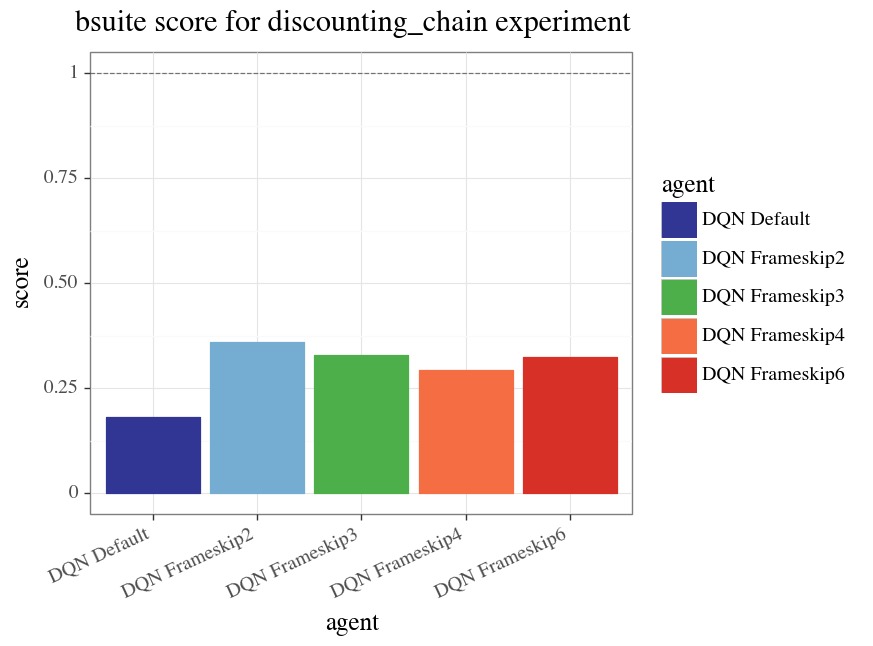 bsuite score for discounting_chain experiment
1
0.75
0.50
0.25
0
score
DQN Default
DQN Frameskip2
DQN Frameskip3
DQN Frameskip4
DQN Frameskip6
agent
agent
DQN Default
DQN Frameskip2
DQN Frameskip3
DQN Frameskip4
DQN Frameskip6